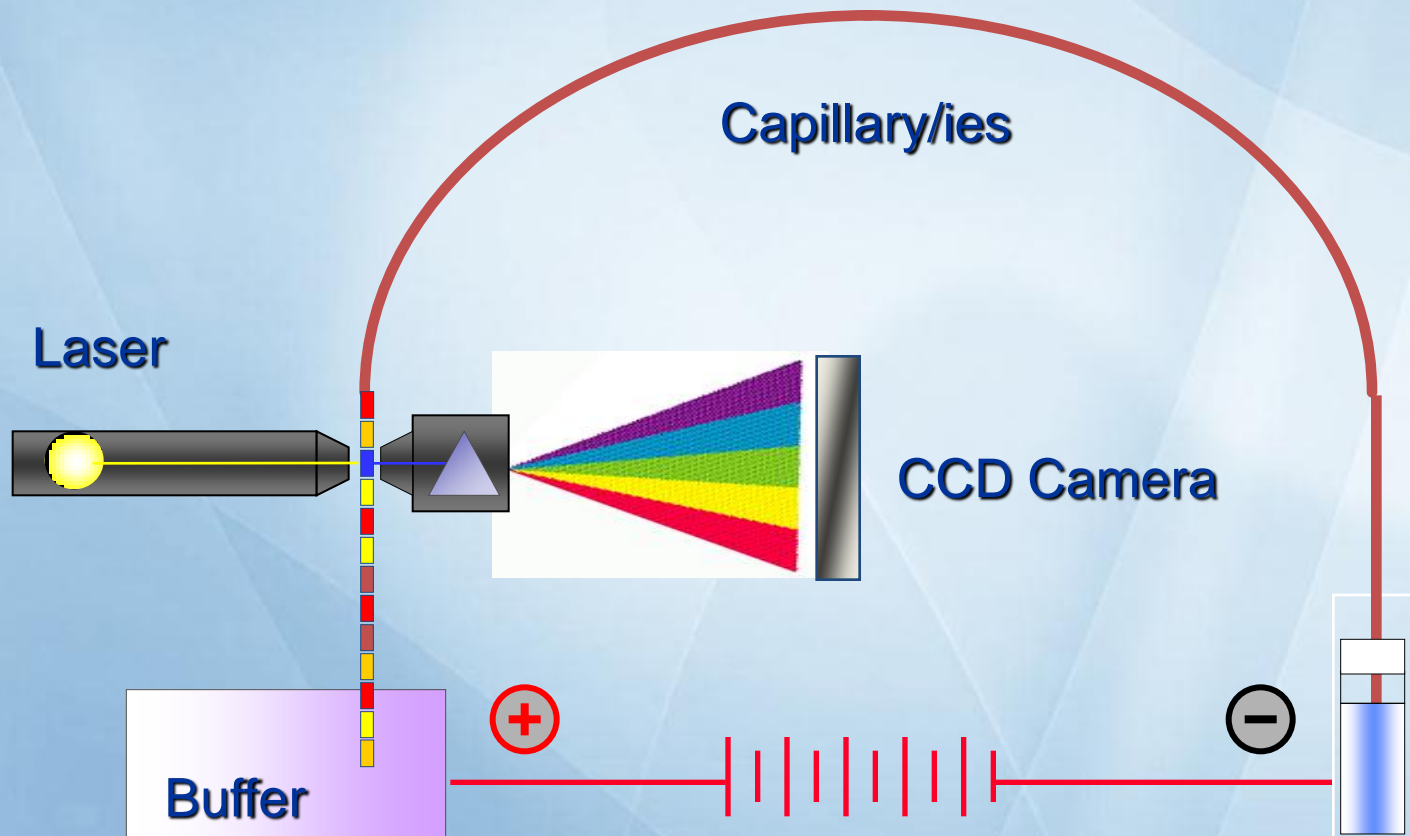 Capillary/ies
Laser
CCD Camera
+
−
Buffer